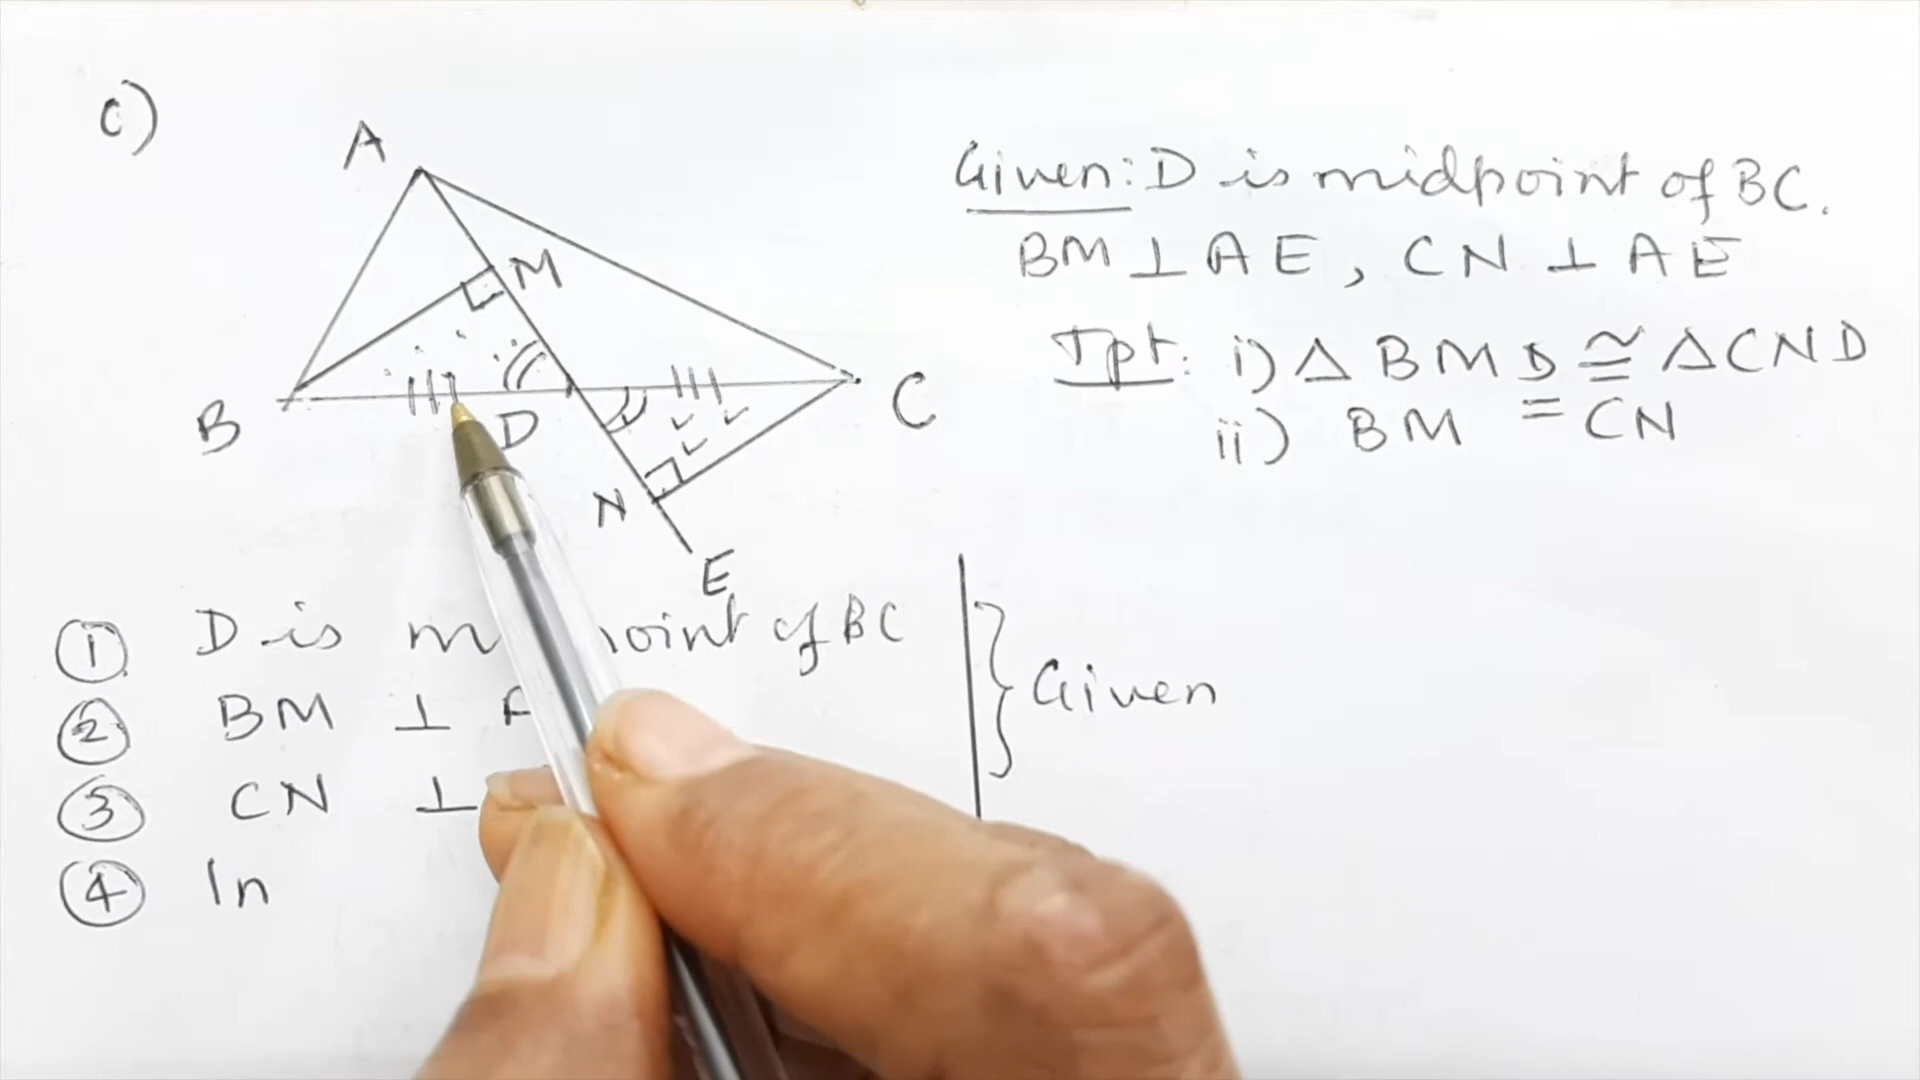 c)
A
M
B
D
C
N
E
Given: D is midpoint of BC.
BM ⊥ AE, CN ⊥ AE
Tpt: i) Δ BMD ≅ Δ CND
ii) BM = CN
① D is point of BC
② BM ⊥
③ CN ⊥
④ In
Given